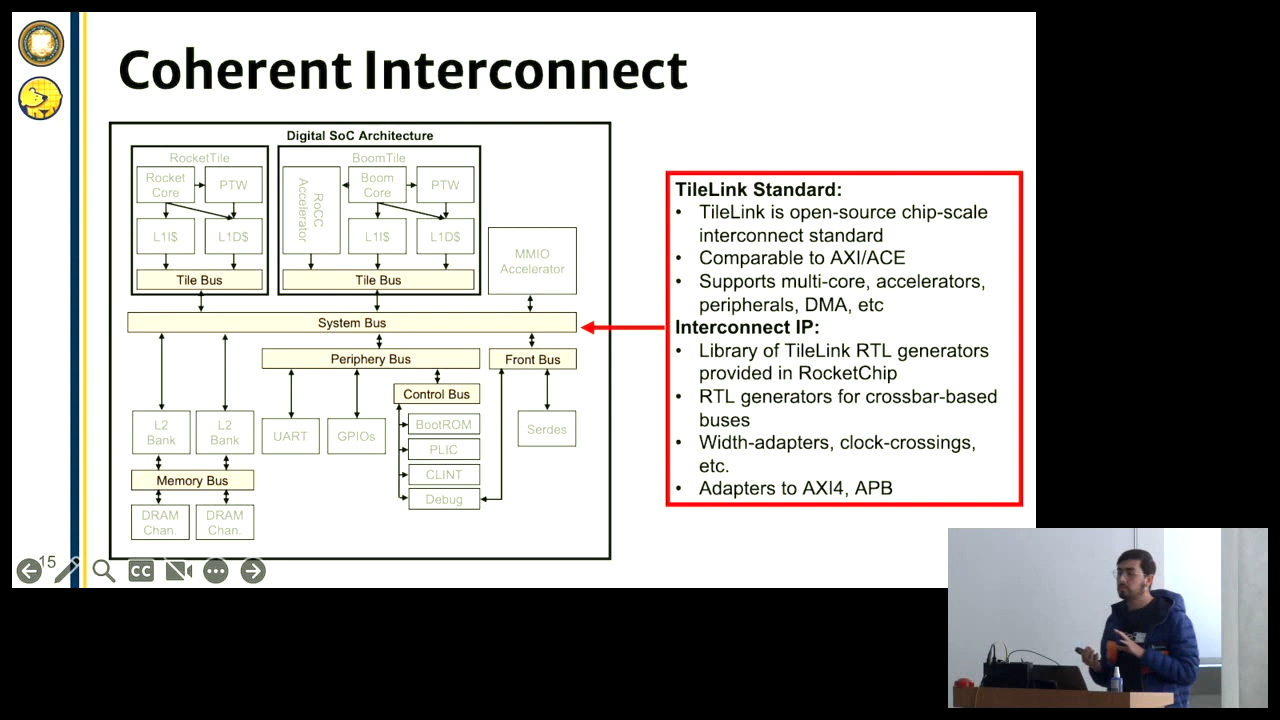 Coherent Interconnect
Digital SoC Architecture
RocketTile
BoomTile
Rocket
Core
PTW
RoCC
Accelerator
Boom
Core
PTW
L1I$
L1D$
L1I$
L1D$
MMIO
Accelerator
Tile Bus
Tile Bus
System Bus
Periphery Bus
Front Bus
Control Bus
L2
Bank
L2
Bank
UART
GPIOs
BootROM
PLIC
CLINT
Debug
Serdes
Memory Bus
DRAM
Chan.
DRAM
Chan.
TileLink Standard:
• TileLink is open-source chip-scale
interconnect standard
• Comparable to AXI/ACE
• Supports multi-core, accelerators,
peripherals, DMA, etc
Interconnect IP:
• Library of TileLink RTL generators
provided in RocketChip
• RTL generators for crossbar-based
buses
• Width-adapters, clock-crossings,
etc.
• Adapters to AXI4, APB
15
CC